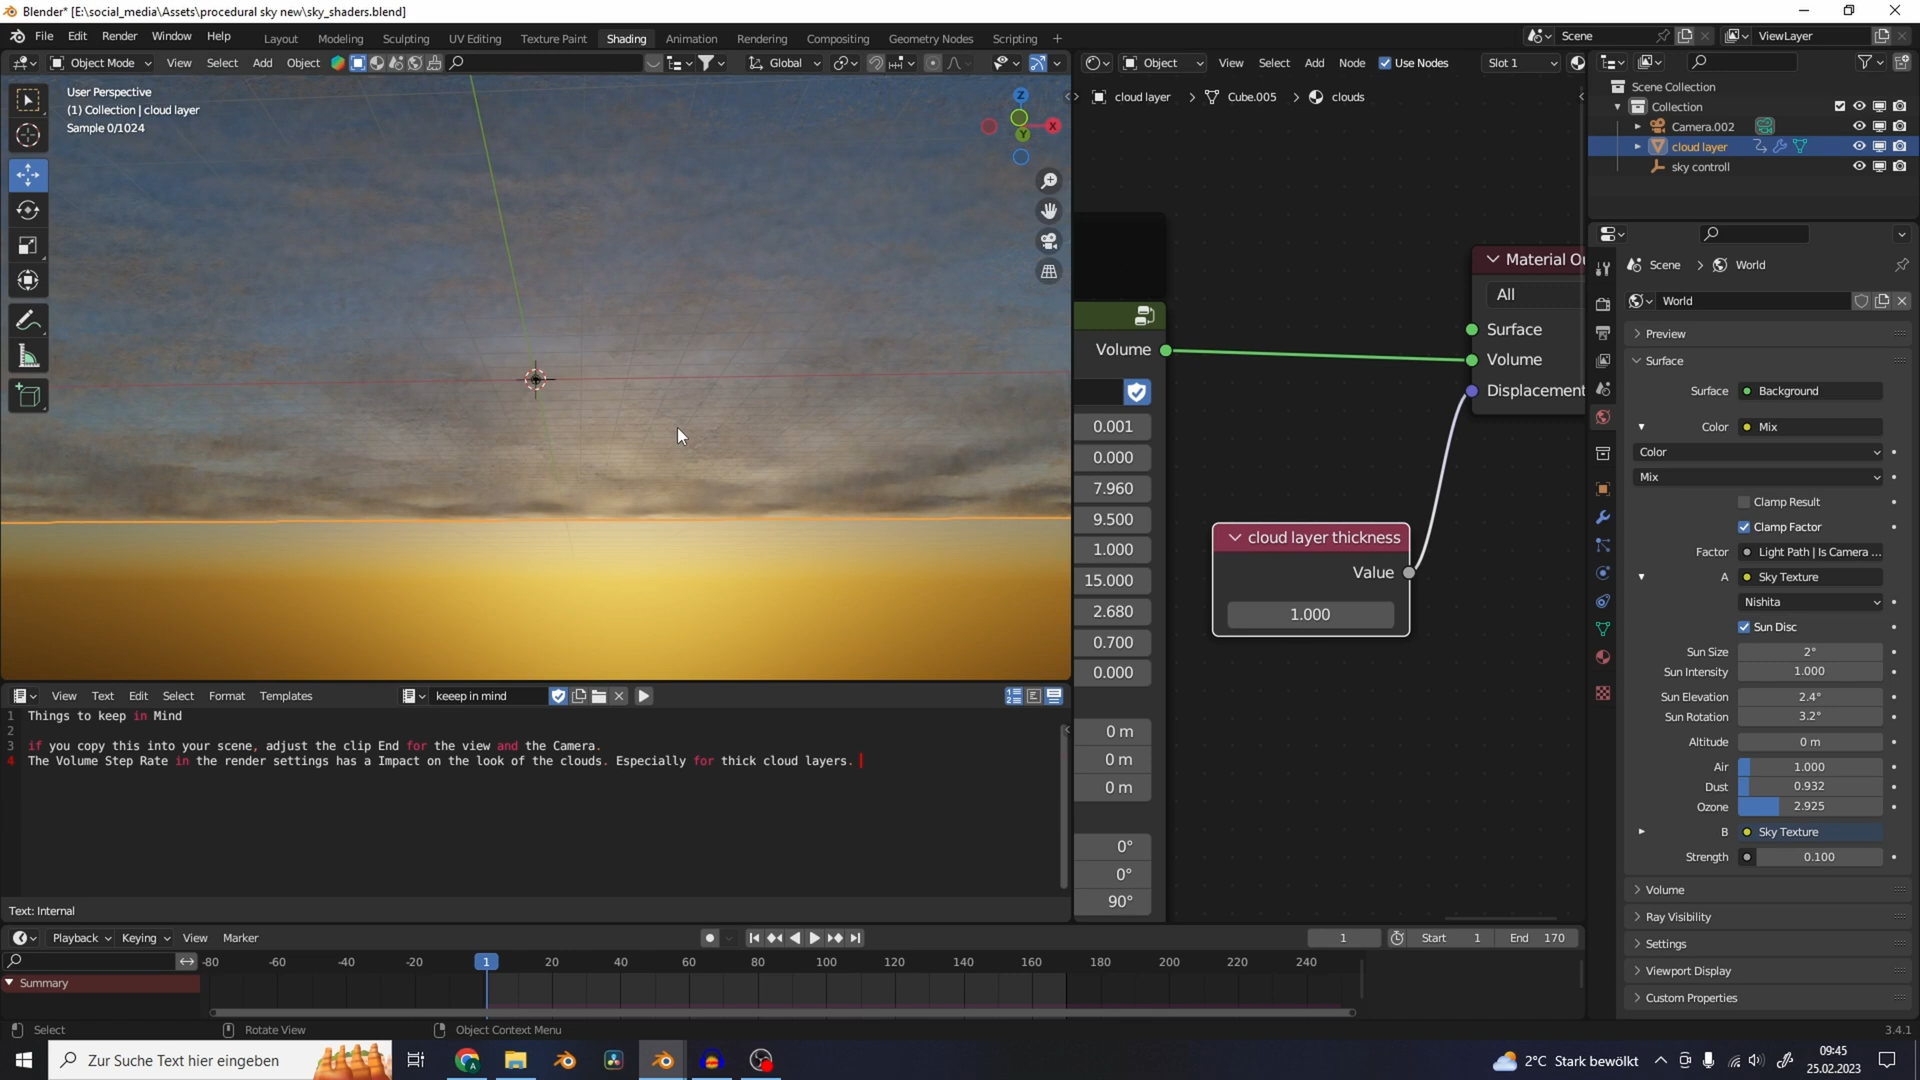 Blender* [E:\social_media\Assets\procedural sky new\sky_shaders.blend]
File Edit Render Window Help Layout Modeling Sculpting UV Editing Texture Paint Shading Animation Rendering Compositing Geometry Nodes Scripting + Scene ViewLayer
Object Mode View Select Add Object Global
Object View Select Add Node Use Nodes Slot 1
User Perspective
(1) Collection | cloud layer
Sample 0/1024
Z
X
Y
cloud layer > Cube.005 > clouds
Scene Collection
Collection
Camera.002
cloud layer
sky controll
Volume
0.001
0.000
7.960
9.500
1.000
15.000
2.680
0.700
0.000
0 m
0 m
0 m
0°
0°
90°
Material Ou
All
Surface
Volume
Displacement
cloud layer thickness
Value
1.000
Scene > World
World
Preview
Surface
Surface Background
Color Mix
Color
Mix
Clamp Result
Clamp Factor
Factor Light Path | Is Camera ...
A Sky Texture
Nishita
Sun Disc
Sun Size 2°
Sun Intensity 1.000
Sun Elevation 2.4°
Sun Rotation 3.2°
Altitude 0 m
Air 1.000
Dust 0.932
Ozone 2.925
B Sky Texture
Strength 0.100
Volume
Ray Visibility
Settings
Viewport Display
Custom Properties
View Text Edit Select Format Templates keeep in mind
1 Things to keep in Mind
2
3 if you copy this into your scene, adjust the clip End for the view and the Camera.
4 The Volume Step Rate in the render settings has a Impact on the look of the clouds. Especially for thick cloud layers.
Text: Internal
Playback Keying View Marker 1 Start 1 End 170
-80 -60 -40 -20 1 20 40 60 80 100 120 140 160 180 200 220 240
Summary
Select Rotate View Object Context Menu 3.4.1
Zur Suche Text hier eingeben
2°C Stark bewölkt
09:45
25.02.2023